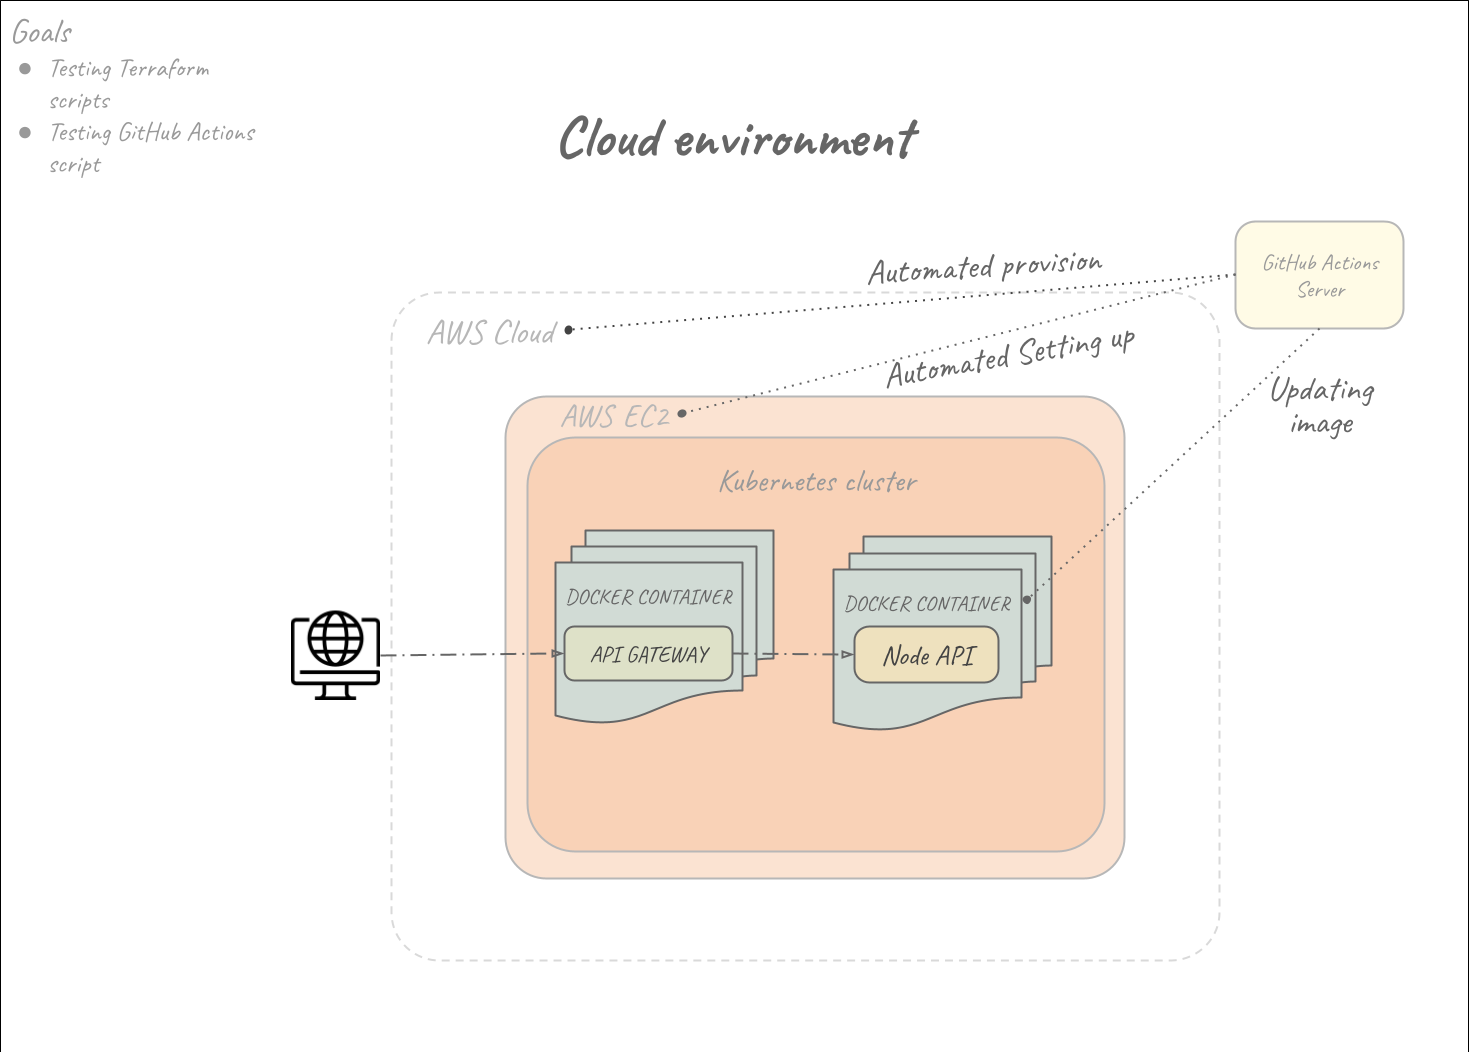 Goals
Testing Terraform
scripts
Testing GitHub Actions
script
Cloud environment
GitHub Actions
Server
Automated provision
AWS Cloud
Automated Setting up
Updating
image
AWS EC2
Kubernetes cluster
DOCKER CONTAINER
API GATEWAY
DOCKER CONTAINER
Node API